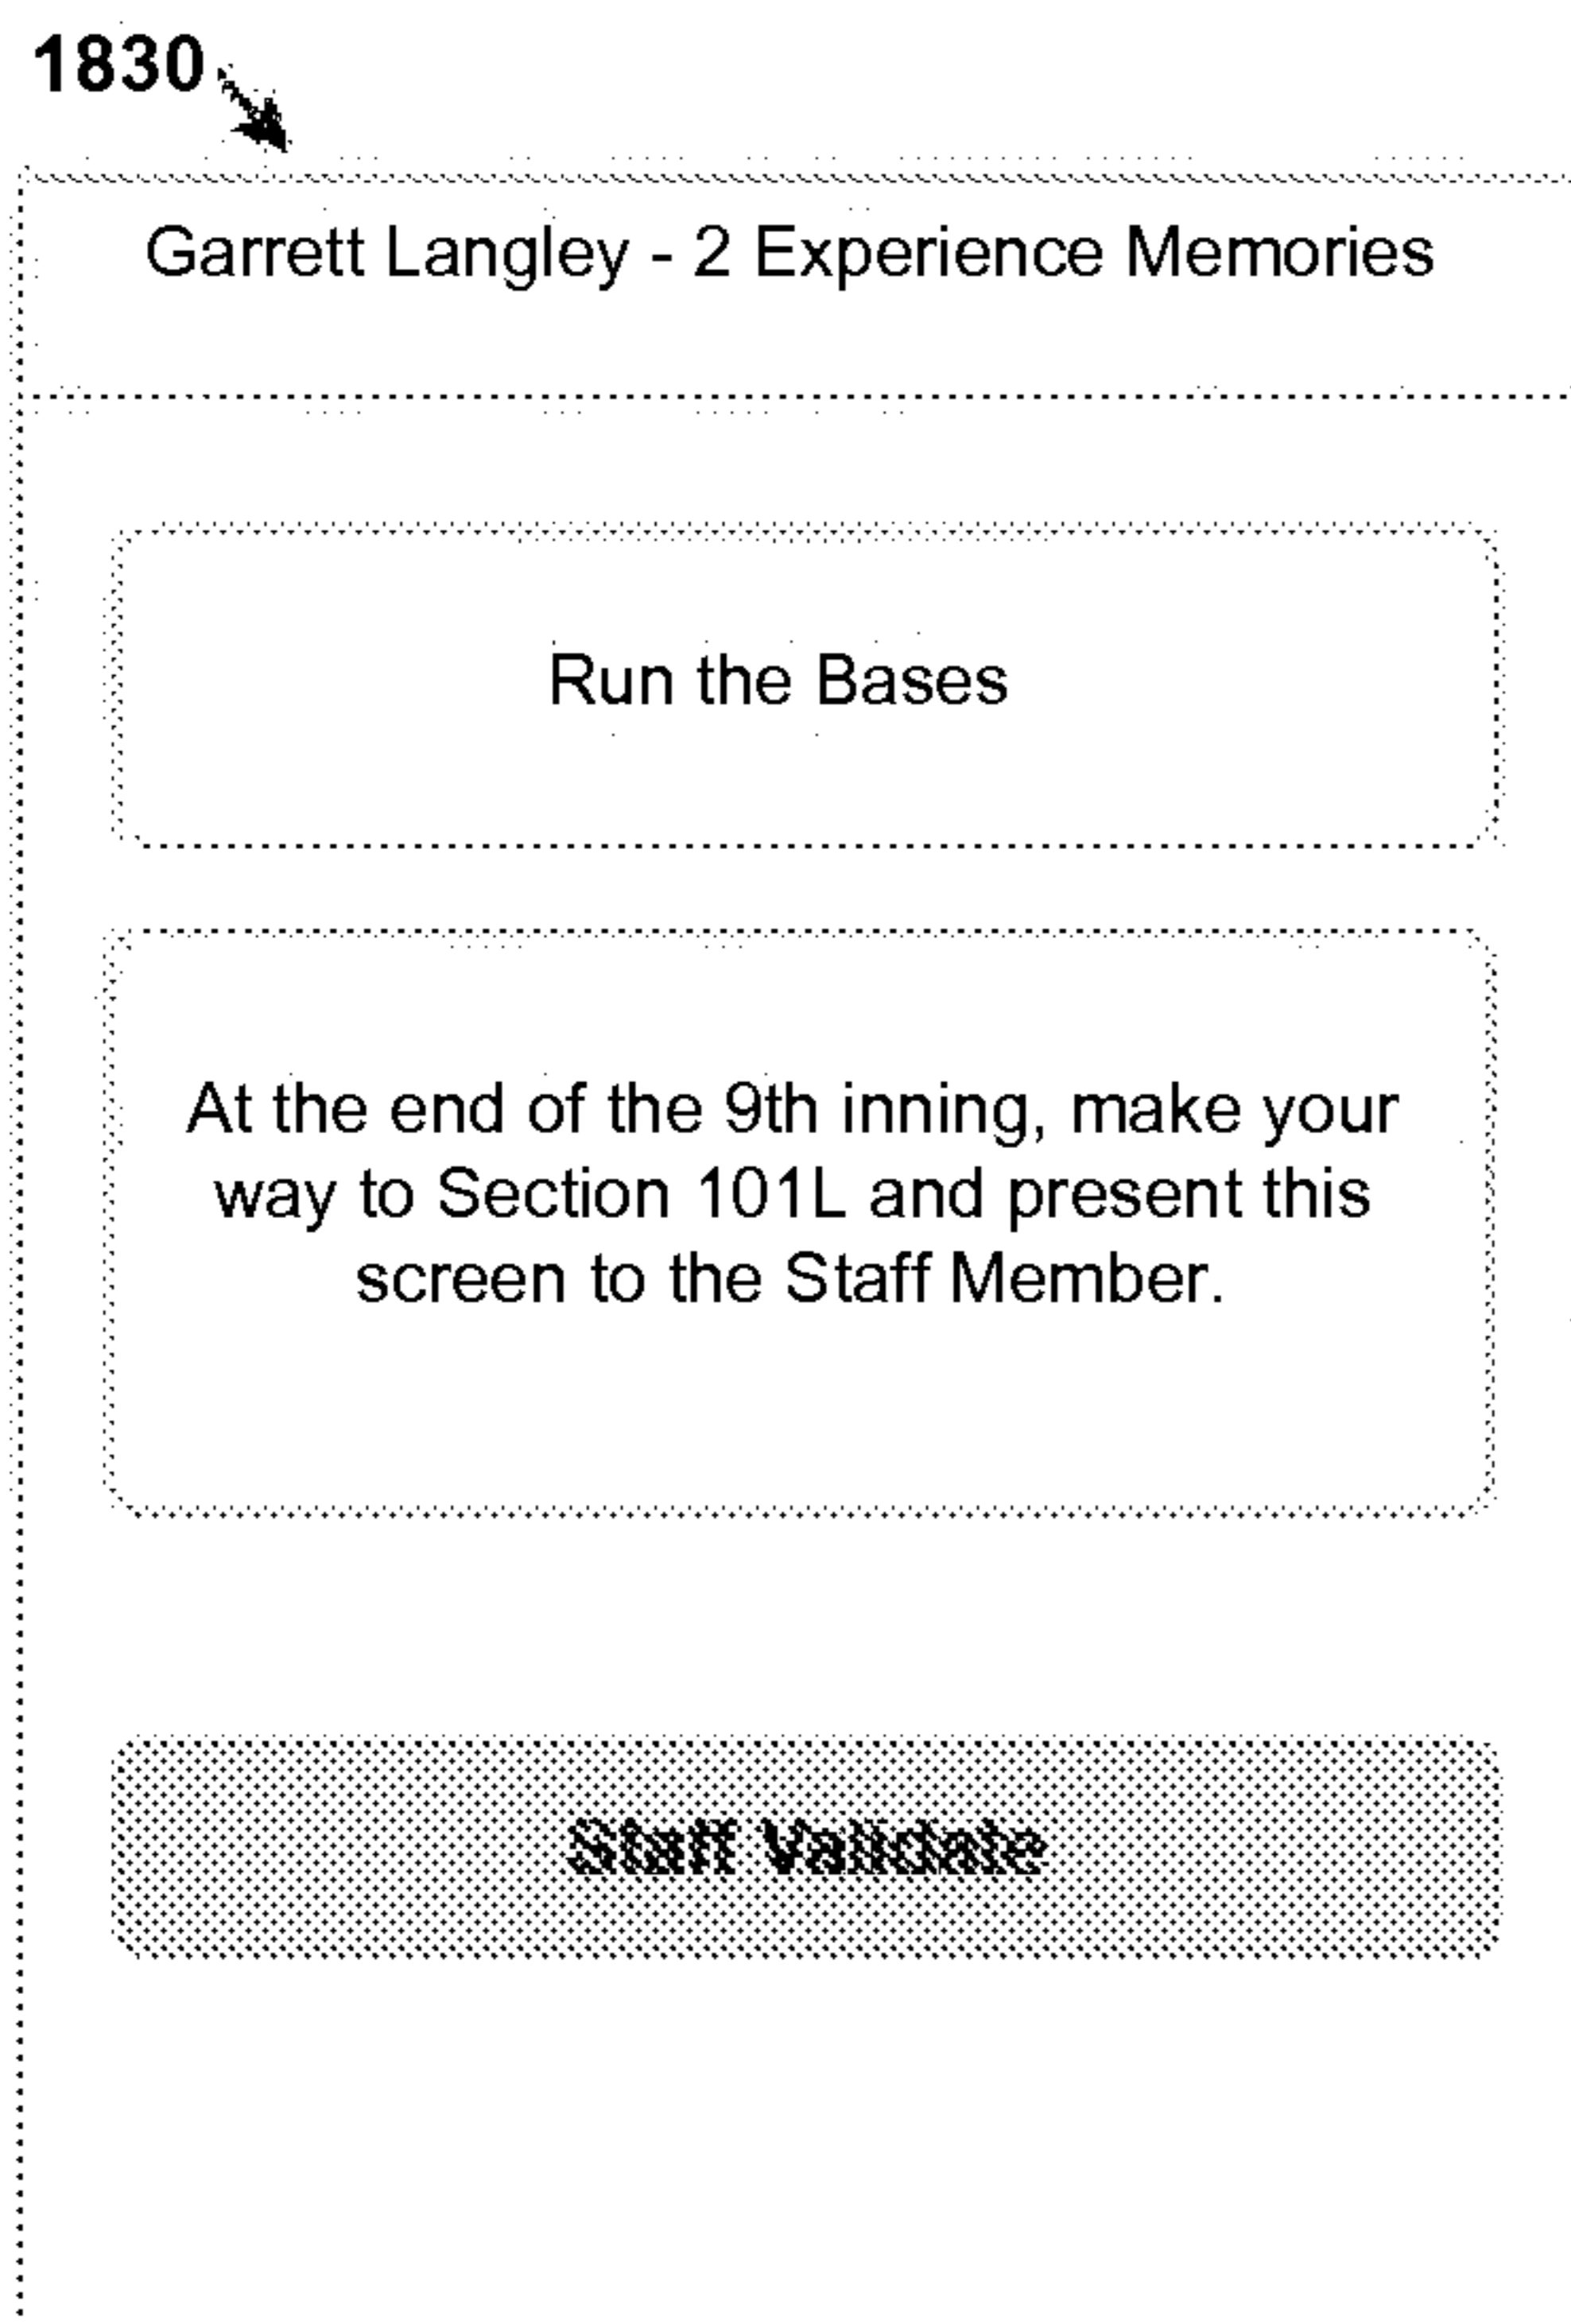 1830
Garrett Langley - 2 Experience Memories
Run the Bases
At the end of the 9th inning, make your
way to Section 101L and present this
screen to the Staff Member.
Staff Validate